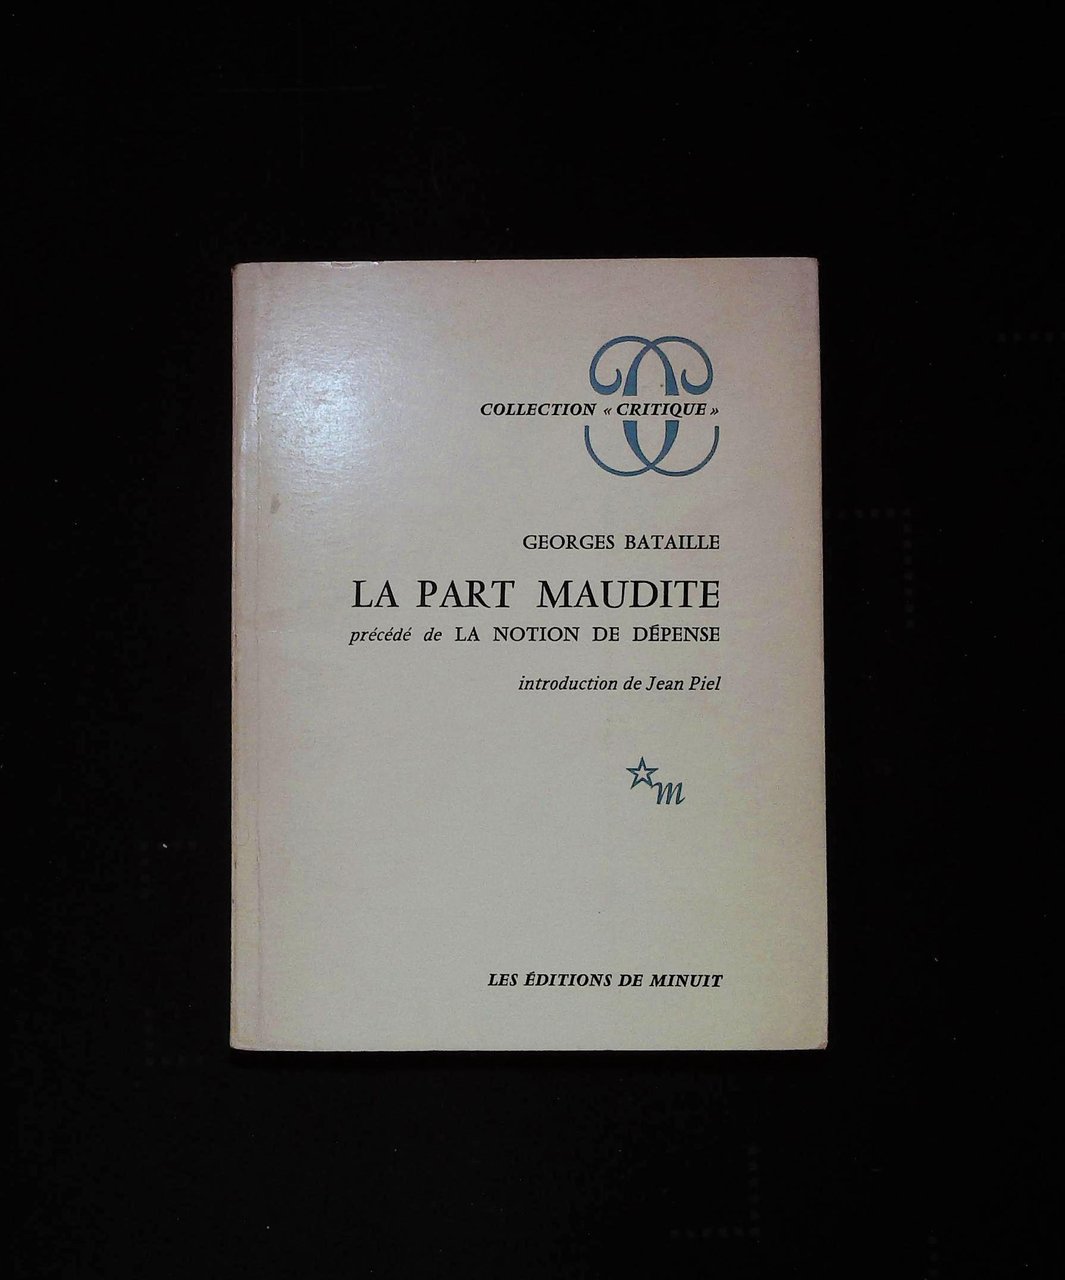 COLLECTION « CRITIQUE »
GEORGES BATAILLE
LA PART MAUDITE
précédé de LA NOTION DE DÉPENSE
introduction de Jean Piel
m
LES ÉDITIONS DE MINUIT